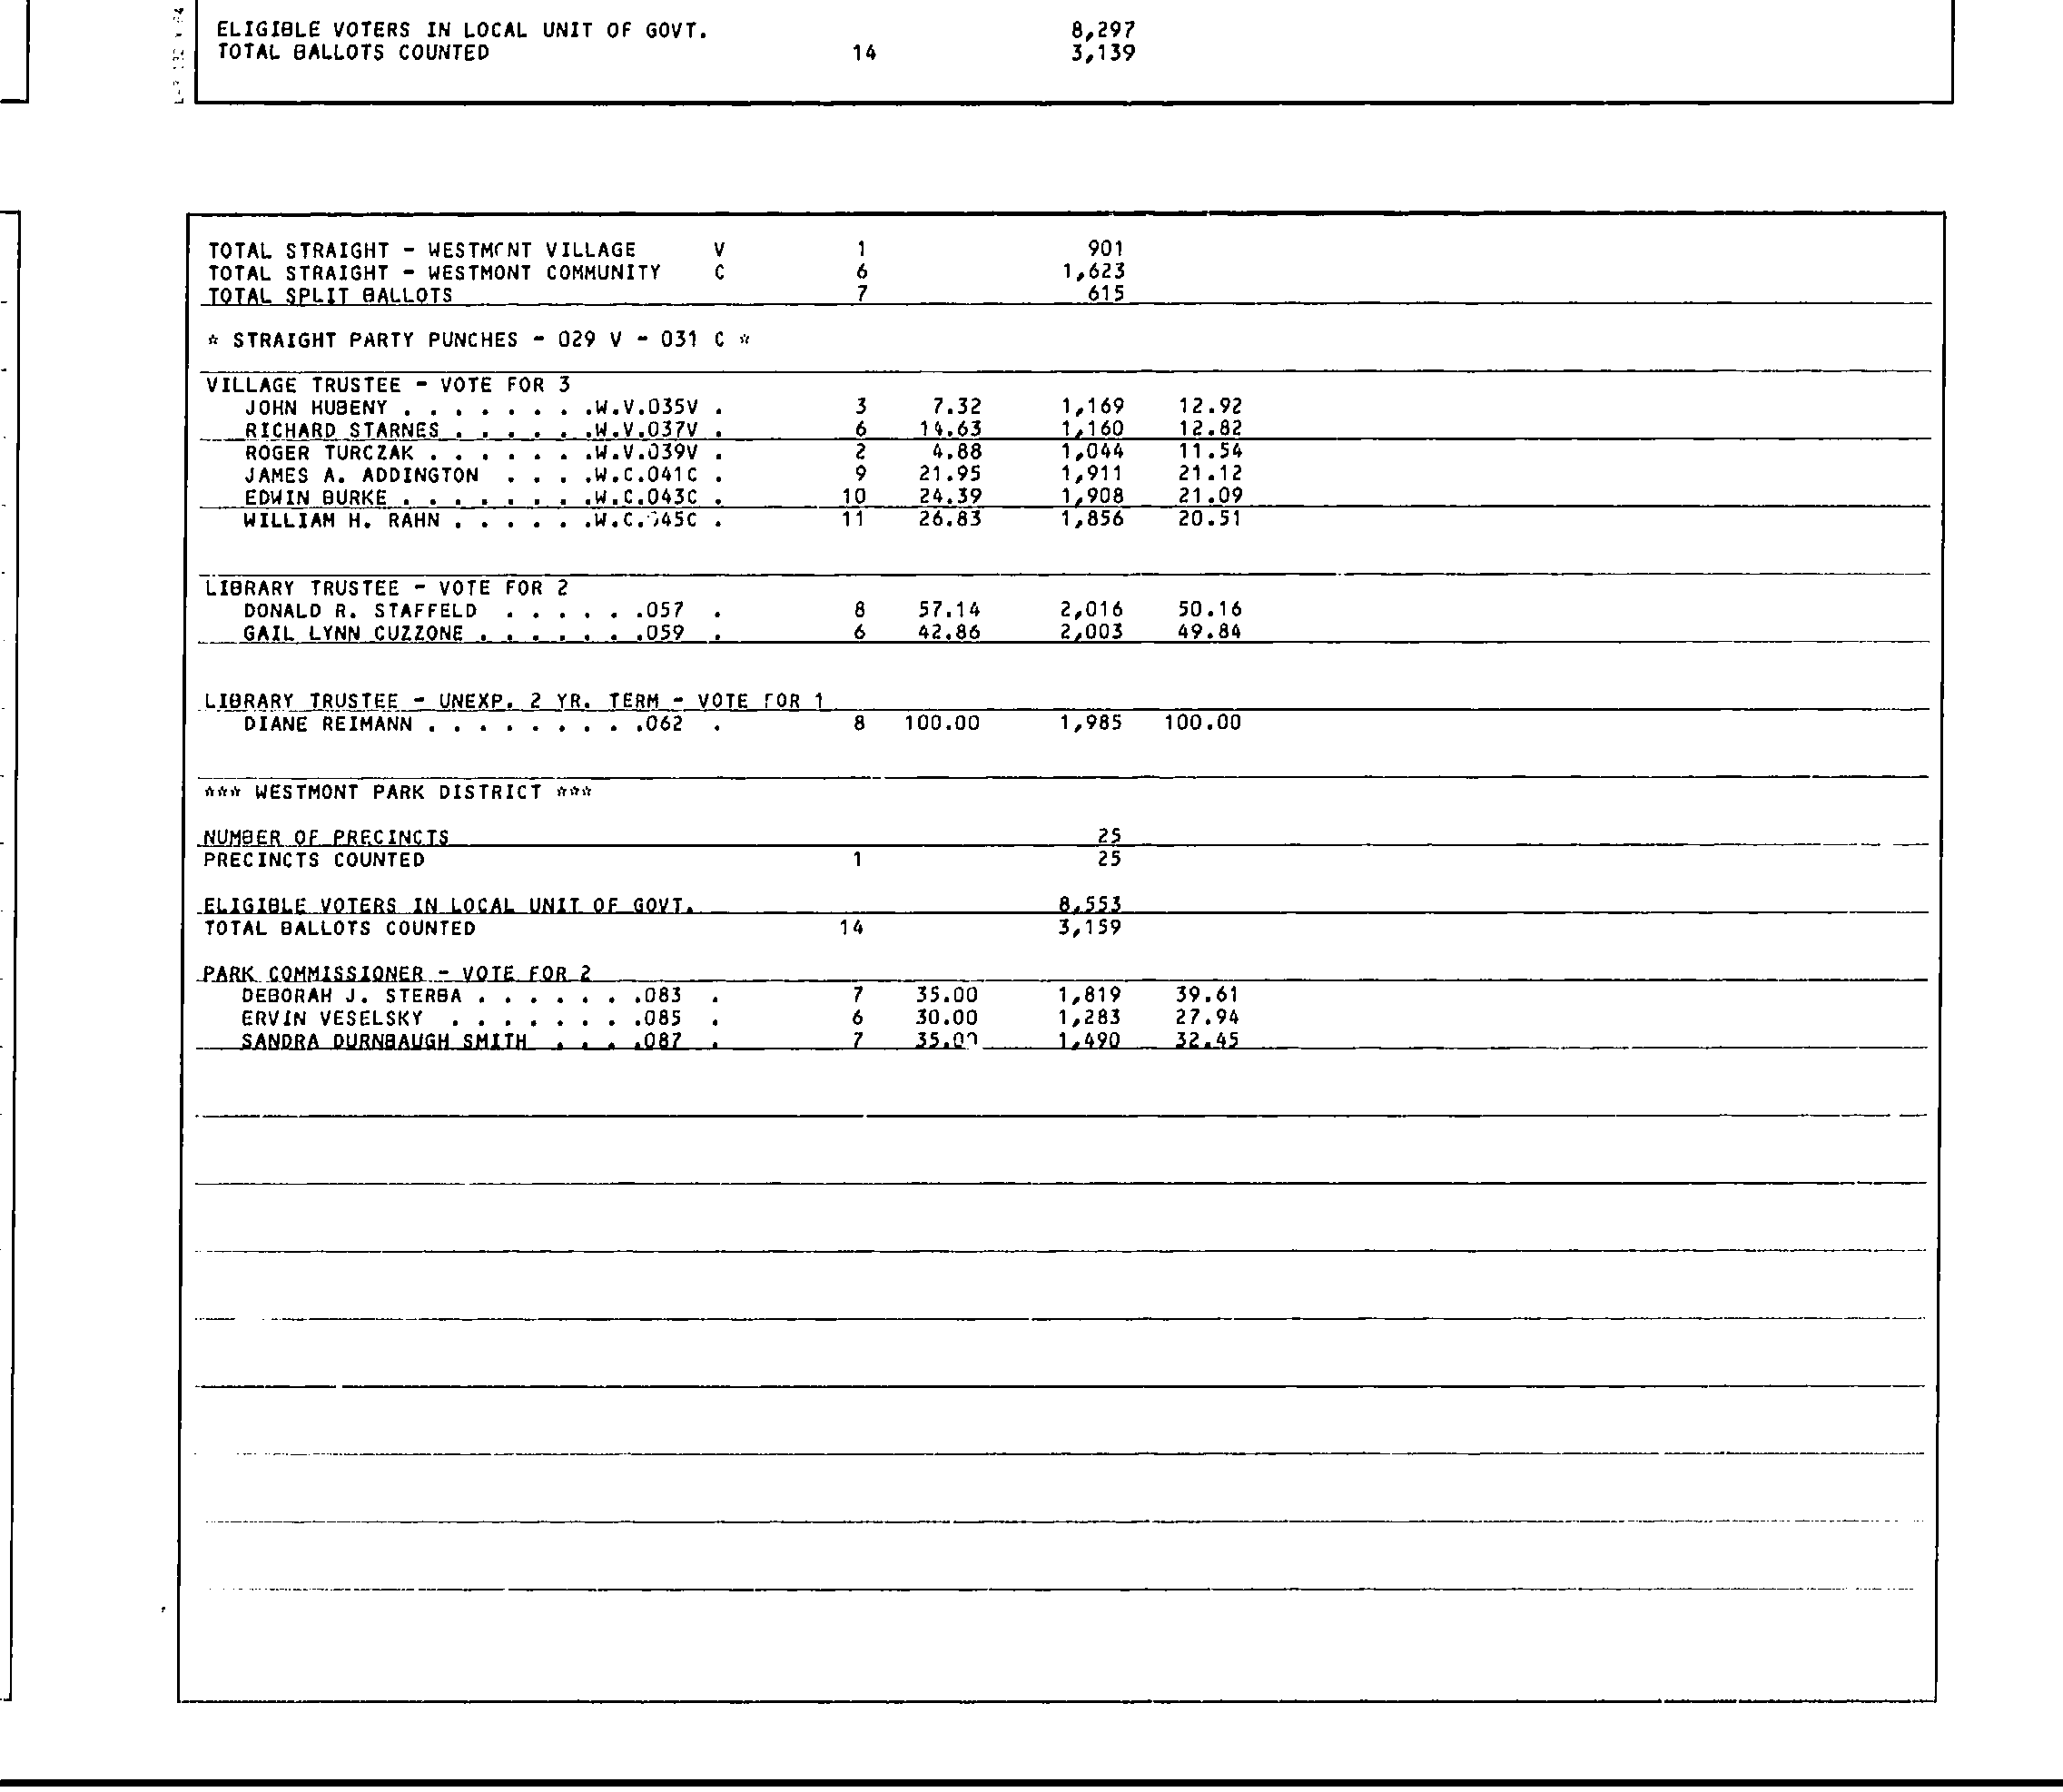 ELIGIBLE VOTERS IN LOCAL UNIT OF GOVT. 8,297
TOTAL BALLOTS COUNTED 14 3,139
TOTAL STRAIGHT - WESTMONT VILLAGE V 1 901
TOTAL STRAIGHT - WESTMONT COMMUNITY C 6 1,623
TOTAL SPLIT BALLOTS 7 615
* STRAIGHT PARTY PUNCHES - 029 V - 031 C *
VILLAGE TRUSTEE - VOTE FOR 3
JOHN HUBENY . . . . . . . .W.V.035V . 3 7.32 1,169 12.92
RICHARD STARNES . . . . . .W.V.037V . 6 14.63 1,160 12.82
ROGER TURCZAK . . . . . . .W.V.039V . 2 4.88 1,044 11.54
JAMES A. ADDINGTON . . . .W.C.041C . 9 21.95 1,911 21.12
EDWIN BURKE . . . . . . . .W.C.043C . 10 24.39 1,908 21.09
WILLIAM H. RAHN . . . . . .W.C.045C . 11 26.83 1,856 20.51
LIBRARY TRUSTEE - VOTE FOR 2
DONALD R. STAFFELD . . . . . .057 . 8 57.14 2,016 50.16
GAIL LYNN CUZZONE . . . . . . .059 . 6 42.86 2,003 49.84
LIBRARY TRUSTEE - UNEXP. 2 YR. TERM - VOTE FOR 1
DIANE REIMANN . . . . . . . . .062 . 8 100.00 1,985 100.00
*** WESTMONT PARK DISTRICT ***
NUMBER OF PRECINCTS 25
PRECINCTS COUNTED 1 25
ELIGIBLE VOTERS IN LOCAL UNIT OF GOVT. 8,553
TOTAL BALLOTS COUNTED 14 3,159
PARK COMMISSIONER - VOTE FOR 2
DEBORAH J. STERBA . . . . . . .083 . 7 35.00 1,819 39.61
ERVIN VESELSKY . . . . . . . .085 . 6 30.00 1,283 27.94
SANDRA DURNBAUGH SMITH . . . .087 . 7 35.00 1,490 32.45